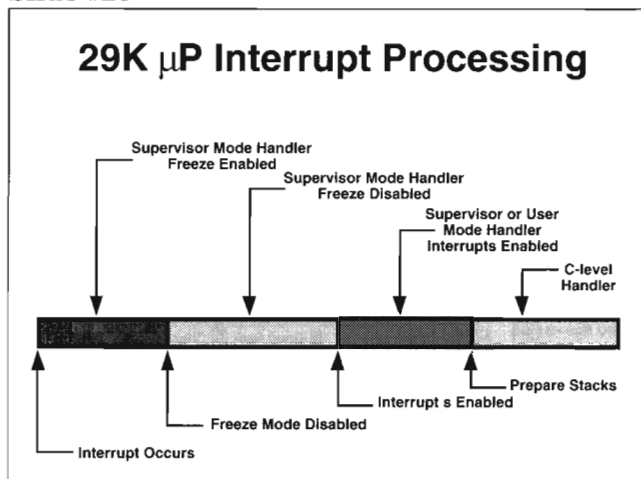 29K µP Interrupt Processing
Supervisor Mode Handler
Freeze Enabled
Supervisor Mode Handler
Freeze Disabled
Supervisor or User
Mode Handler
Interrupts Enabled
C-level
Handler
Prepare Stacks
Interrupt s Enabled
Freeze Mode Disabled
Interrupt Occurs